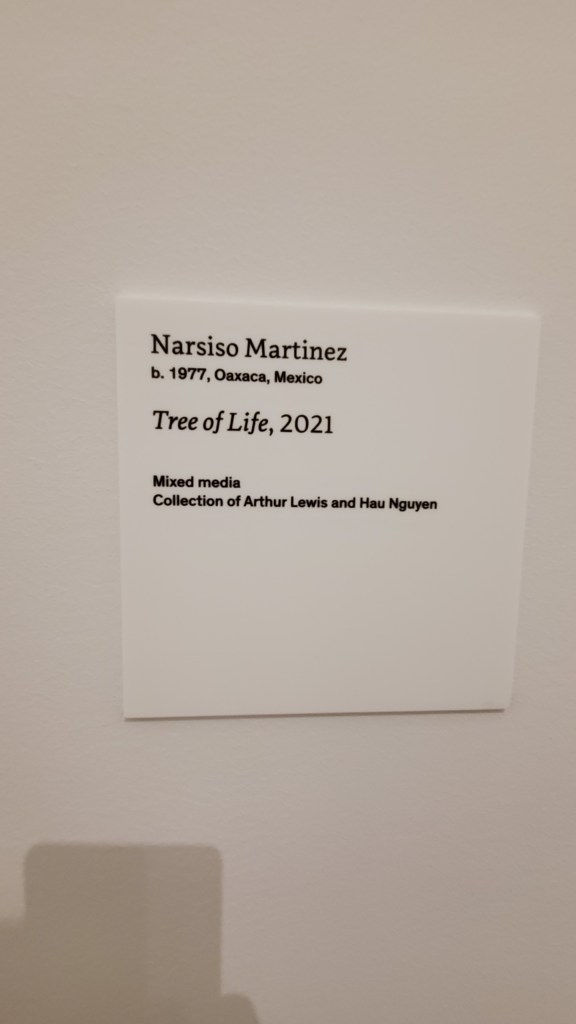 Narsiso Martinez
b. 1977, Oaxaca, Mexico
Tree of Life, 2021
Mixed media
Collection of Arthur Lewis and Hau Nguyen